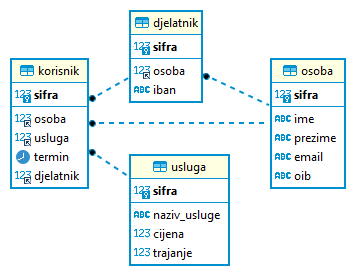 djelatnik
123 sifra
123 osoba
ABC iban
korisnik
123 sifra
123 osoba
123 usluga
termin
123 djelatnik
osoba
123 sifra
ABC ime
ABC prezime
ABC email
ABC oib
usluga
123 sifra
ABC naziv_usluge
123 cijena
123 trajanje